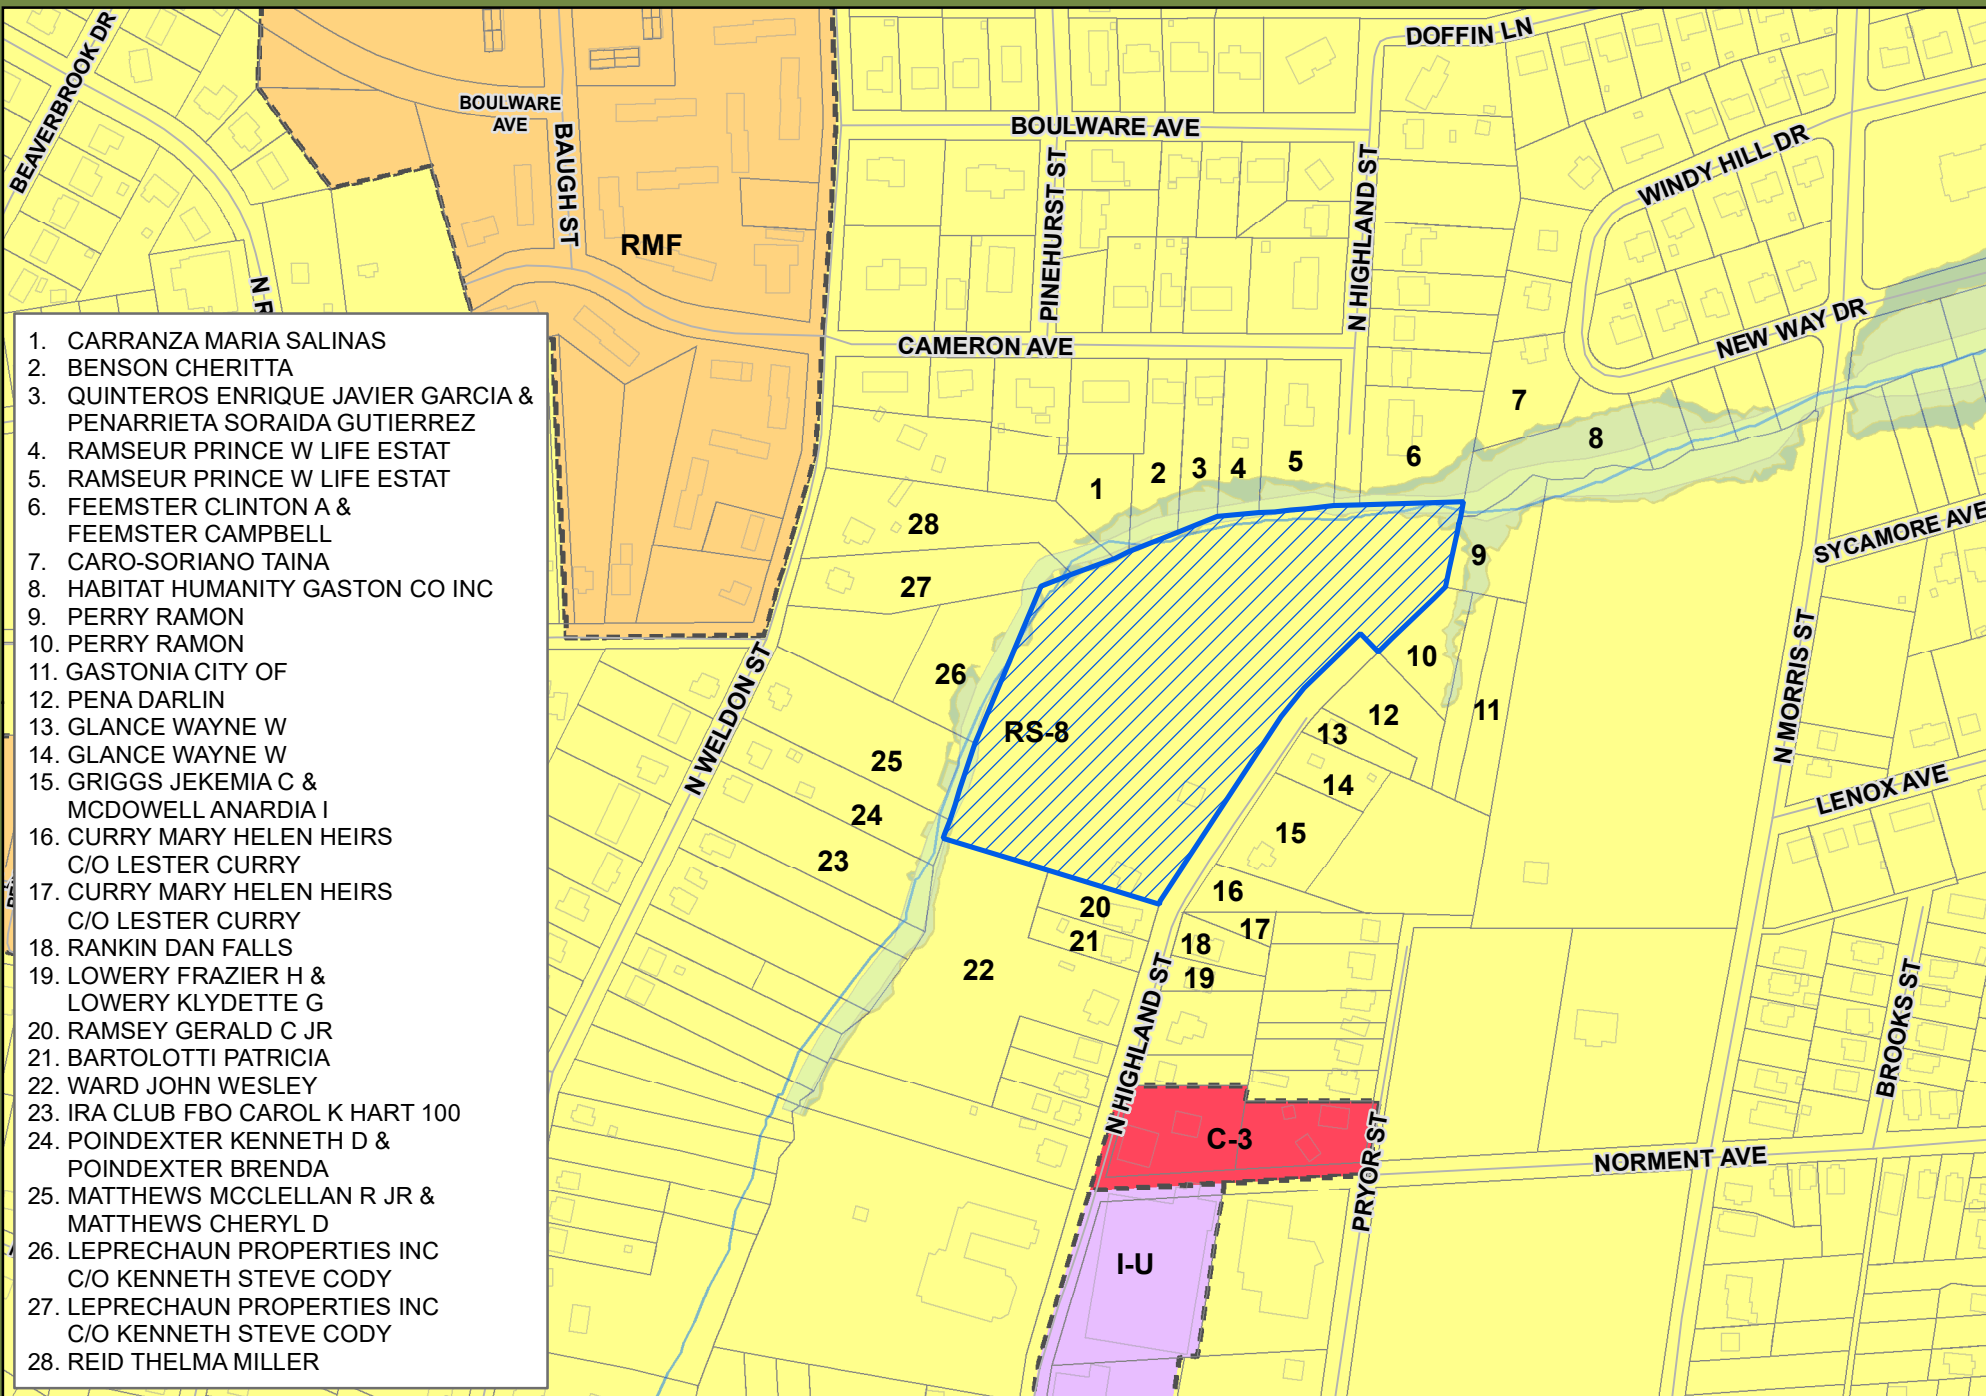 BEAVERBROOK DR
BOULWARE
AVE
BAUGH ST
RMF
N
DOFFIN LN
BOULWARE AVE
PINEHURST ST
N HIGHLAND ST
WINDY HILL DR
NEW WAY DR
CAMERON AVE
SYCAMORE AVE
N WELDON ST
N MORRIS ST
LENOX AVE
BROOKS ST
NORMENT AVE
PRYOR ST
N HIGHLAND ST
RS-8
C-3
I-U
1
2
3
4
5
6
7
8
9
10
11
12
13
14
15
16
17
18
19
20
21
22
23
24
25
26
27
28
1. CARRANZA MARIA SALINAS
2. BENSON CHERITTA
3. QUINTEROS ENRIQUE JAVIER GARCIA &
PENARRIETA SORAIDA GUTIERREZ
4. RAMSEUR PRINCE W LIFE ESTAT
5. RAMSEUR PRINCE W LIFE ESTAT
6. FEEMSTER CLINTON A &
FEEMSTER CAMPBELL
7. CARO-SORIANO TAINA
8. HABITAT HUMANITY GASTON CO INC
9. PERRY RAMON
10. PERRY RAMON
11. GASTONIA CITY OF
12. PENA DARLIN
13. GLANCE WAYNE W
14. GLANCE WAYNE W
15. GRIGGS JEKEMIA C &
MCDOWELL ANARDIA I
16. CURRY MARY HELEN HEIRS
C/O LESTER CURRY
17. CURRY MARY HELEN HEIRS
C/O LESTER CURRY
18. RANKIN DAN FALLS
19. LOWERY FRAZIER H &
LOWERY KLYDETTE G
20. RAMSEY GERALD C JR
21. BARTOLOTTI PATRICIA
22. WARD JOHN WESLEY
23. IRA CLUB FBO CAROL K HART 100
24. POINDEXTER KENNETH D &
POINDEXTER BRENDA
25. MATTHEWS MCCLELLAN R JR &
MATTHEWS CHERYL D
26. LEPRECHAUN PROPERTIES INC
C/O KENNETH STEVE CODY
27. LEPRECHAUN PROPERTIES INC
C/O KENNETH STEVE CODY
28. REID THELMA MILLER